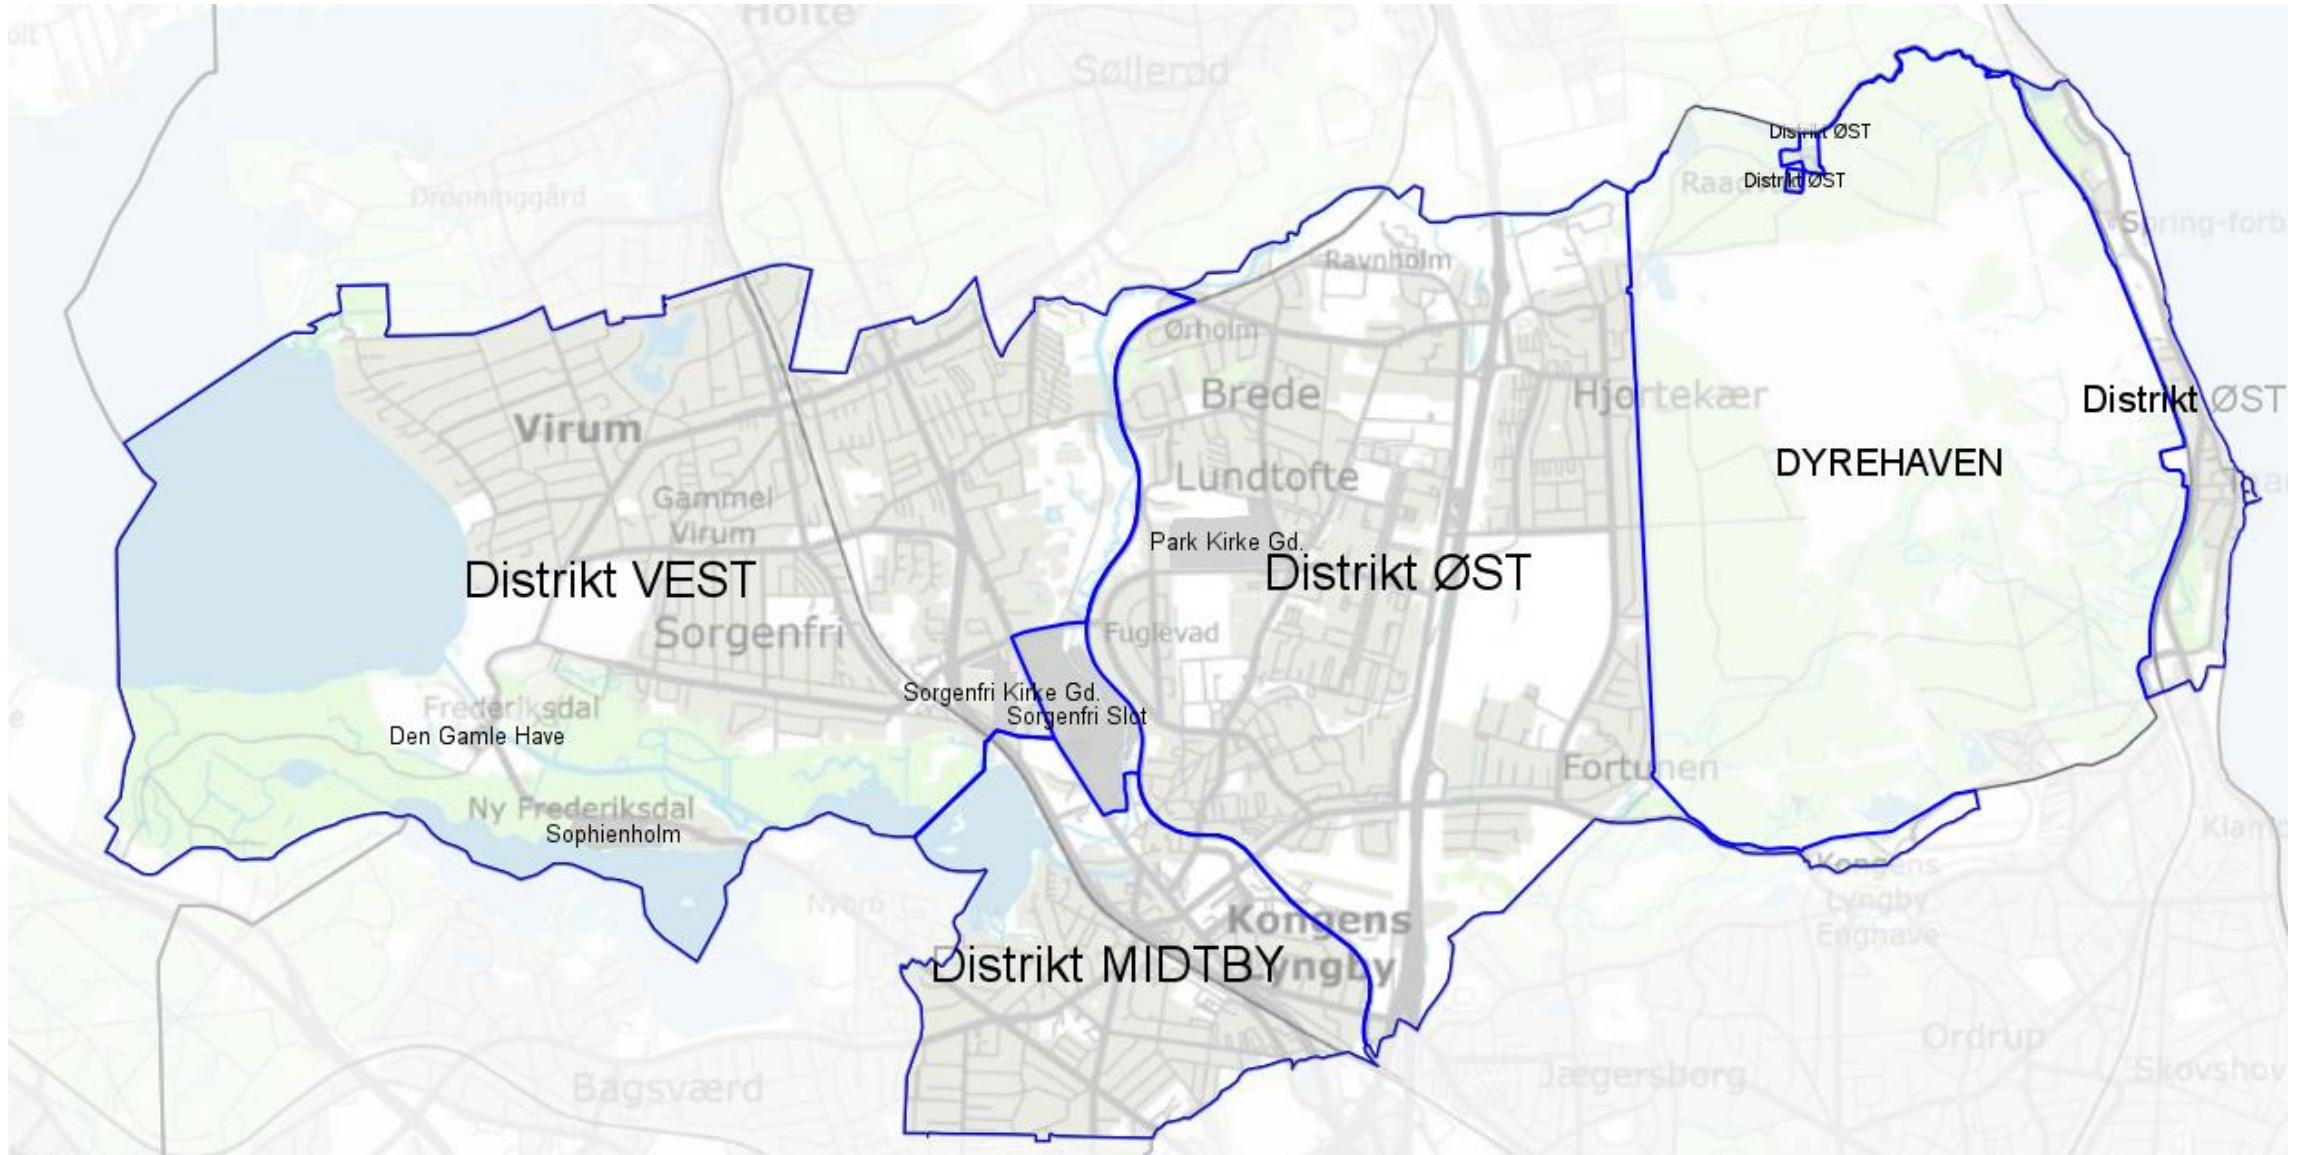 Holte
Søllerød
Distrikt ØST
Dronninggård
Distrikt ØST
Ravnholm
Ørholm
Brede
Hjortekær
Distrikt ØST
Virum
DYREHAVEN
Lundtofte
Gammel
Virum
Park Kirke Gd.
Distrikt VEST
Distrikt ØST
Sorgenfri
Fuglevad
Sorgenfri Kirke Gd.
Frederiksdal
Sorgenfri Slot
Den Gamle Have
Fortunen
Ny Frederiksdal
Sophienholm
Kongens
Lyngby
Enghave
Nybro
Kongens
Lyngby
Distrikt MIDTBY
Ordrup
Bagsværd
Jægersborg